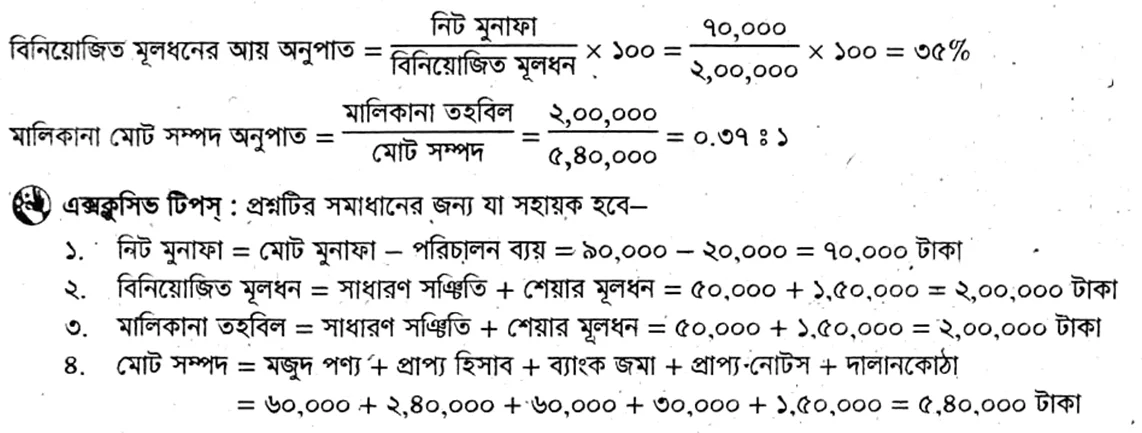 বিনিয়োজিত মূলধনের আয় অনুপাত = নিট মুনাফা / বিনিয়োজিত মূলধন × ১০০ = ৭০,০০০ / ২,০০,০০০ × ১০০ = ৩৫%
মালিকানা মোট সম্পদ অনুপাত = মালিকানা তহবিল / মোট সম্পদ = ২,০০,০০০ / ৫,৪০,০০০ = ০.৩৭ ঃ ১
এক্সক্লুসিভ টিপস্ : প্রশ্নটির সমাধানের জন্য যা সহায়ক হবে–
১. নিট মুনাফা = মোট মুনাফা – পরিচালন ব্যয় = ৯০,০০০ – ২০,০০০ = ৭০,০০০ টাকা
২. বিনিয়োজিত মূলধন = সাধারণ সঞ্চিতি + শেয়ার মূলধন = ৫০,০০০ + ১,৫০,০০০ = ২,০০,০০০ টাকা
৩. মালিকানা তহবিল = সাধারণ সঞ্চিতি + শেয়ার মূলধন = ৫০,০০০ + ১,৫০,০০০ = ২,০০,০০০ টাকা
৪. মোট সম্পদ = মজুদ পণ্য + প্রাপ্য হিসাব + ব্যাংক জমা + প্রাপ্য নোটস + দালানকোঠা
= ৬০,০০০ + ২,৪০,০০০ + ৬০,০০০ + ৩০,০০০ + ১,৫০,০০০ = ৫,৪০,০০০ টাকা